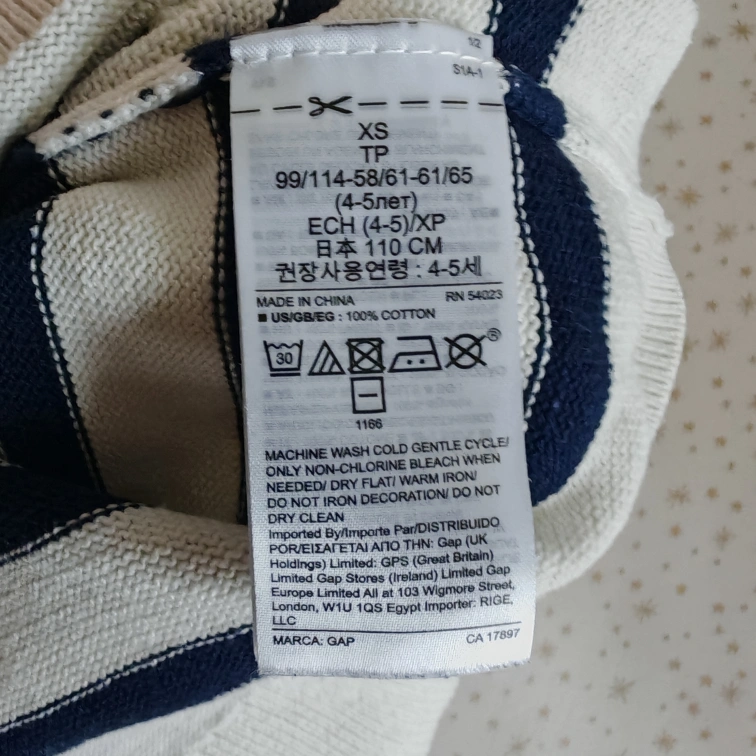 1/2
S1A-1
XS
TP
99/114-58/61-61/65
(4-5лет)
ECH (4-5)/XP
日本 110 CM
권장사용연령 : 4-5세
MADE IN CHINA RN 54023
■ US/GB/EG : 100% COTTON
30
®
1166
MACHINE WASH COLD GENTLE CYCLE/
ONLY NON-CHLORINE BLEACH WHEN
NEEDED/ DRY FLAT/ WARM IRON/
DO NOT IRON DECORATION/ DO NOT
DRY CLEAN
Imported By/Importe Par/DISTRIBUIDO
POR/ΕΙΣΑΓΕΤΑΙ ΑΠΟ ΤΗΝ: Gap (UK
Holdings) Limited: GPS (Great Britain)
Limited Gap Stores (Ireland) Limited Gap
Europe Limited All at 103 Wigmore Street,
London, W1U 1QS Egypt Importer: RIGE,
LLC
MARCA: GAP CA 17897